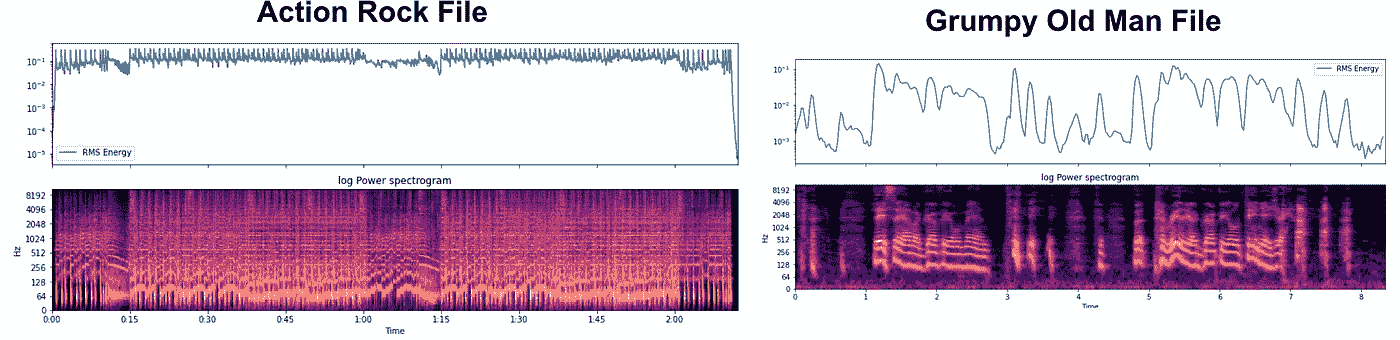 Action Rock File
10⁻¹
10⁻²
10⁻³
10⁻⁴
10⁻⁵
RMS Energy
log Power spectrogram
8192
4096
2048
1024
512
256
128
64
0
Hz
0:00 0:15 0:30 0:45 1:00 1:15 1:30 1:45 2:00
Time
Grumpy Old Man File
10⁻¹
10⁻²
10⁻³
RMS Energy
log Power spectrogram
8192
4096
2048
1024
512
256
128
64
0
Hz
0 1 2 3 4 5 6 7 8
Time